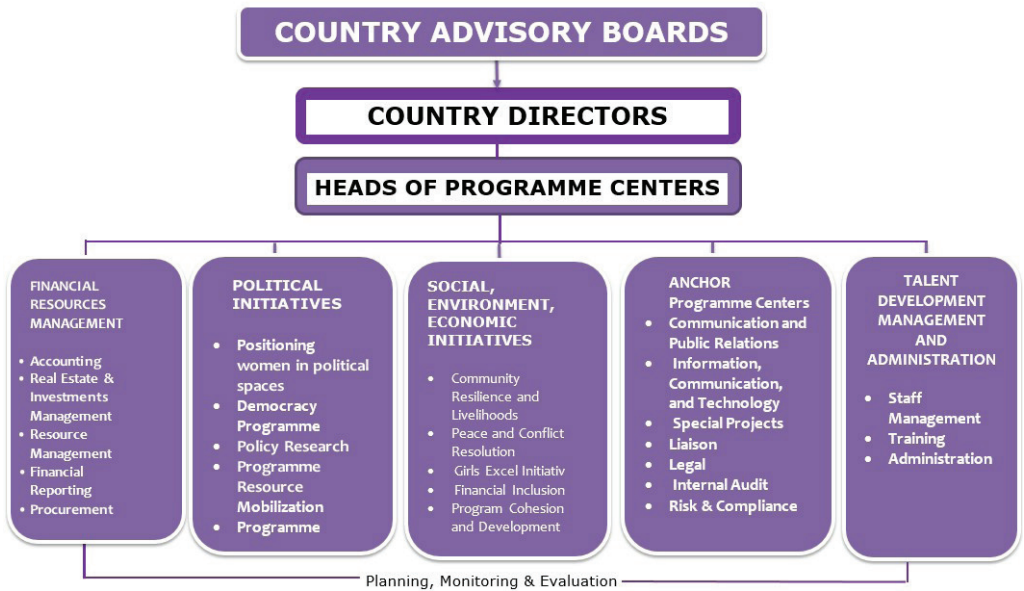 COUNTRY ADVISORY BOARDS
COUNTRY DIRECTORS
HEADS OF PROGRAMME CENTERS
FINANCIAL
RESOURCES
MANAGEMENT
• Accounting
• Real Estate &
Investments
Management
• Resource
Management
• Financial
Reporting
• Procurement
POLITICAL
INITIATIVES
• Positioning
women in political
spaces
• Democracy
Programme
• Policy Research
• Programme
Resource
Mobilization
• Programme
SOCIAL,
ENVIRONMENT,
ECONOMIC
INITIATIVES
• Community
Resilience and
Livelihoods
• Peace and Conflict
Resolution
• Girls Excel Initiativ
• Financial Inclusion
• Program Cohesion
and Development
ANCHOR
Programme Centers
• Communication and
Public Relations
• Information,
Communication,
and Technology
• Special Projects
• Liaison
• Legal
• Internal Audit
• Risk & Compliance
TALENT
DEVELOPMENT
MANAGEMENT
AND
ADMINISTRATION
• Staff
Management
• Training
• Administration
Planning, Monitoring & Evaluation